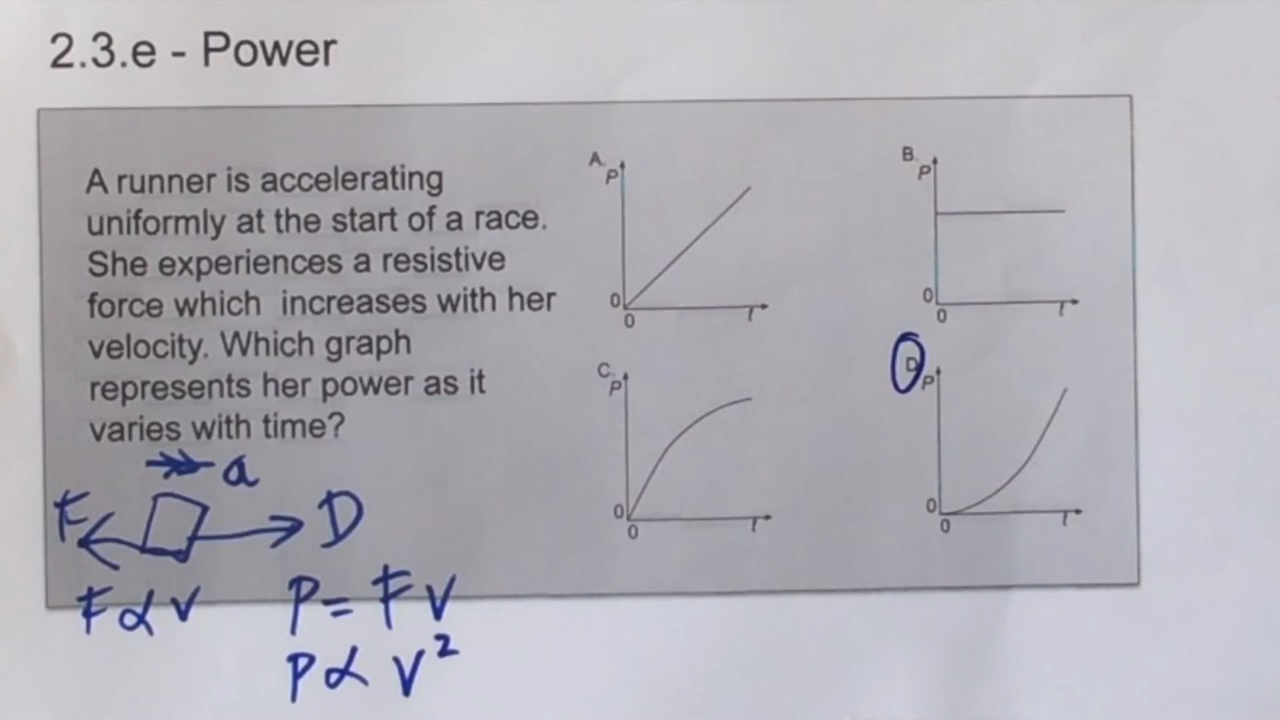 2.3.e - Power
A runner is accelerating
uniformly at the start of a race.
She experiences a resistive
force which increases with her
velocity. Which graph
represents her power as it
varies with time?
A.
P
0
0
t
B.
P
0
0
t
C.
P
0
0
t
D
P
0
0
t
a
F
D
F ∝ V
P = FV
P ∝ V²